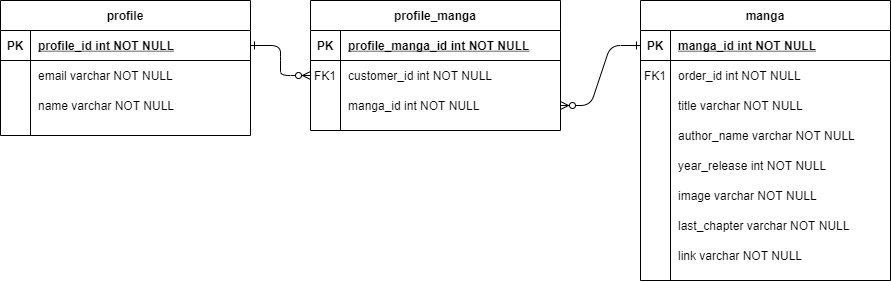 profile
PK profile_id int NOT NULL
email varchar NOT NULL
name varchar NOT NULL
profile_manga
PK profile_manga_id int NOT NULL
FK1 customer_id int NOT NULL
manga_id int NOT NULL
manga
PK manga_id int NOT NULL
FK1 order_id int NOT NULL
title varchar NOT NULL
author_name varchar NOT NULL
year_release int NOT NULL
image varchar NOT NULL
last_chapter varchar NOT NULL
link varchar NOT NULL